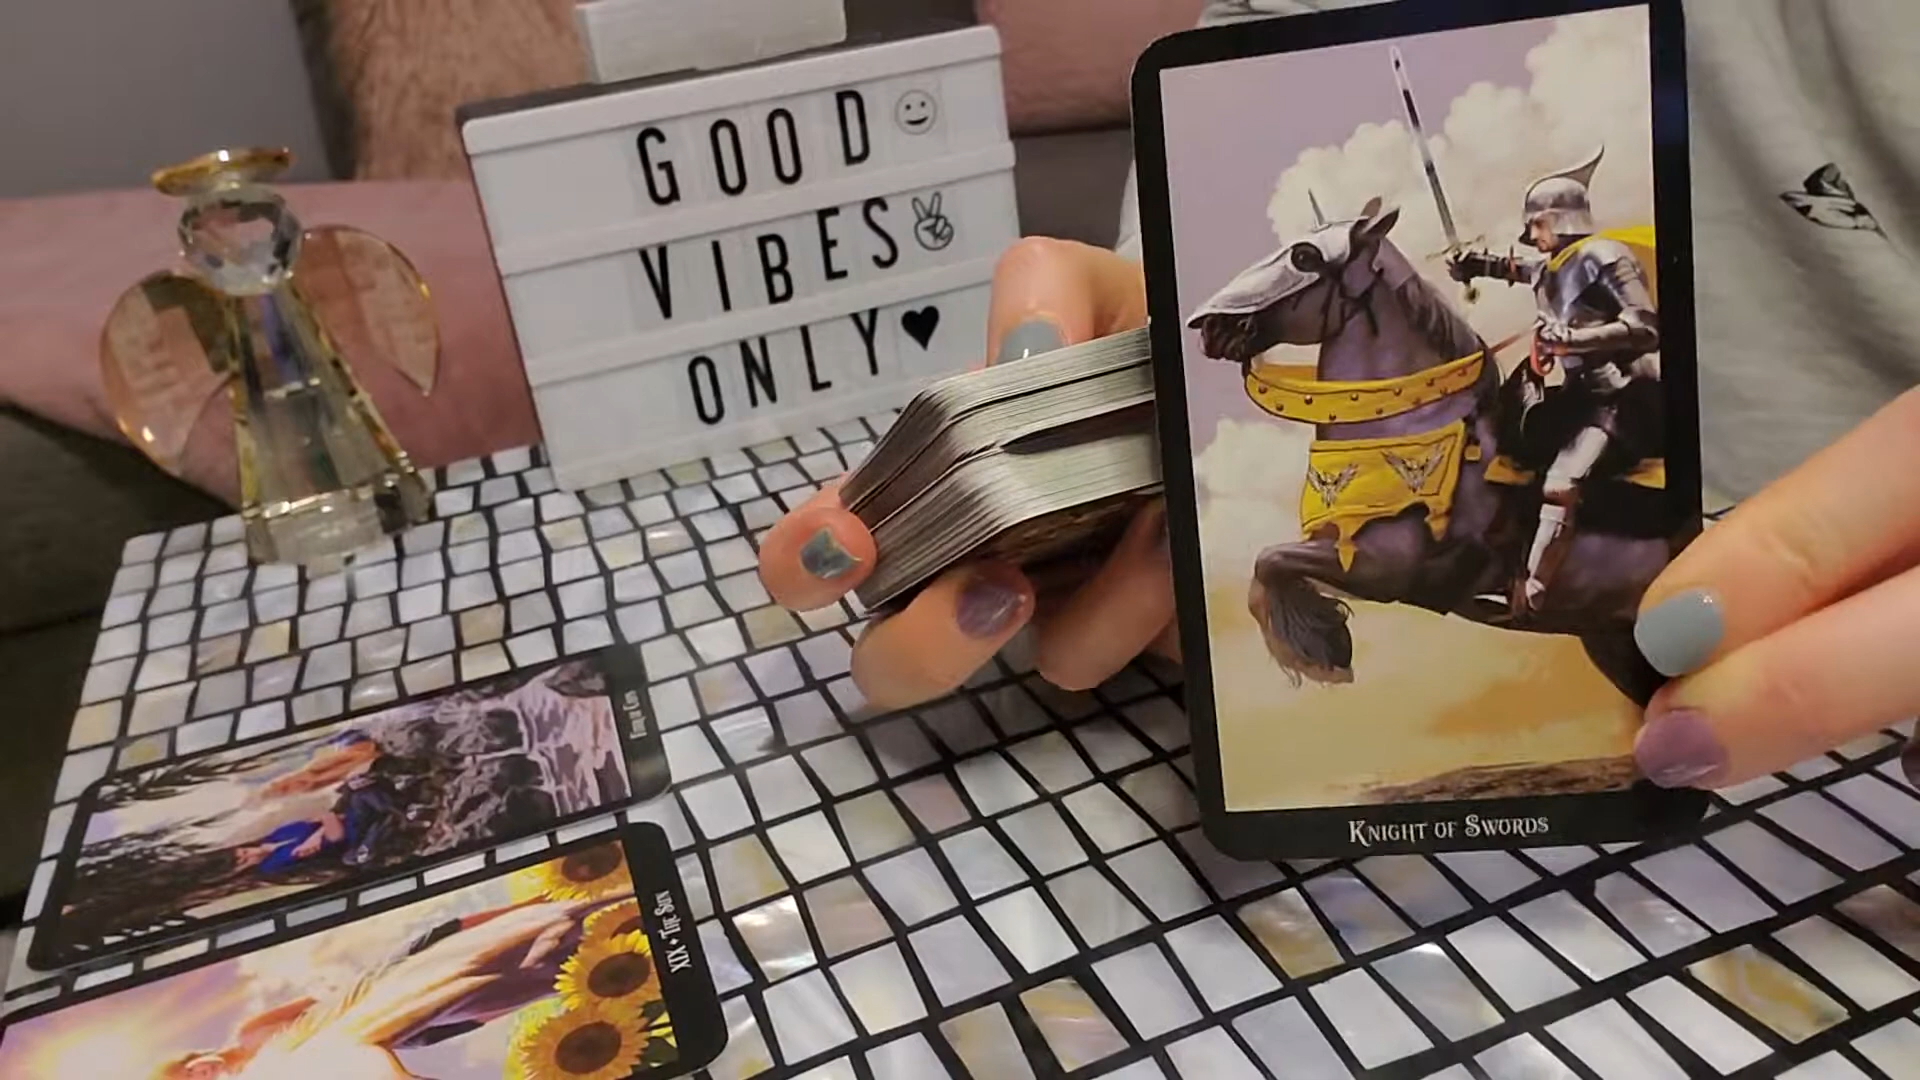 GOOD☺
VIBES✌
ONLY♥
KNIGHT OF SWORDS
XIX • THE SUN